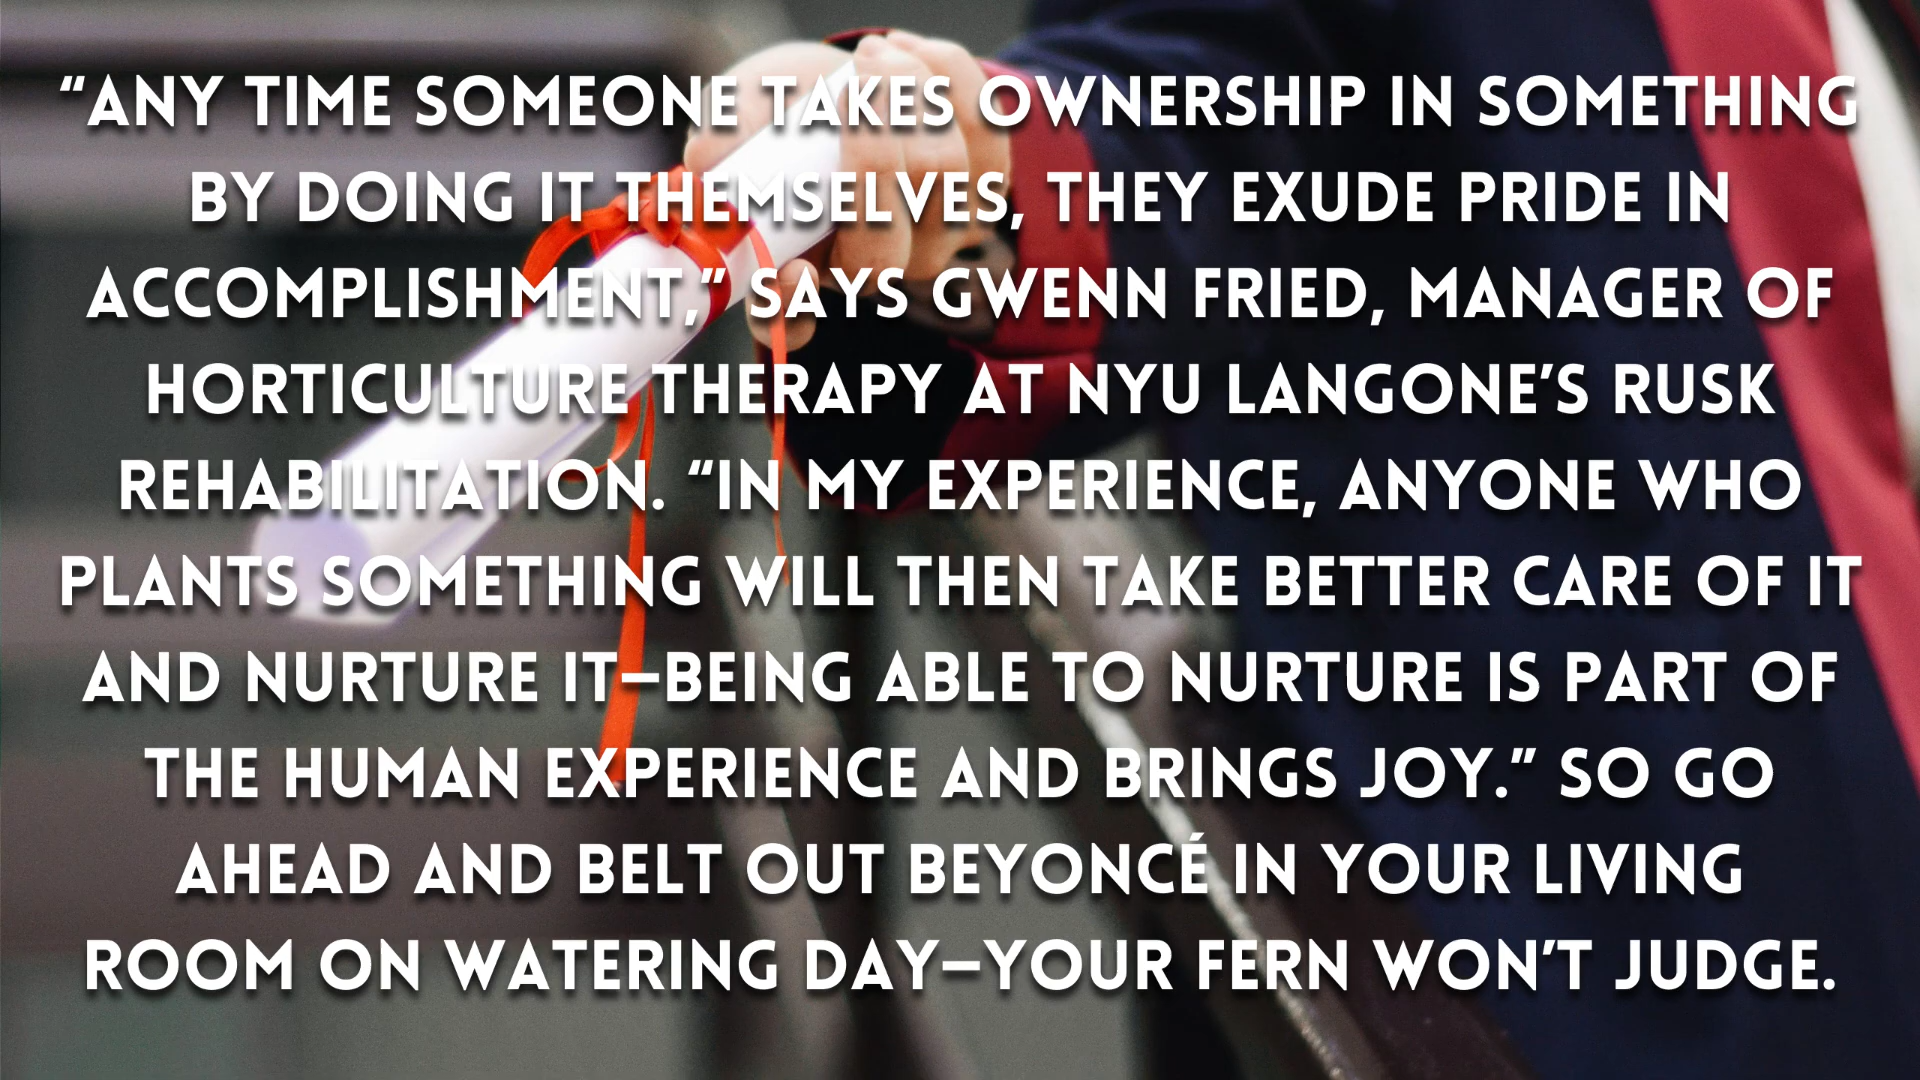 “ANY TIME SOMEONE TAKES OWNERSHIP IN SOMETHING
BY DOING IT THEMSELVES, THEY EXUDE PRIDE IN
ACCOMPLISHMENT,” SAYS GWENN FRIED, MANAGER OF
HORTICULTURE THERAPY AT NYU LANGONE’S RUSK
REHABILITATION. “IN MY EXPERIENCE, ANYONE WHO
PLANTS SOMETHING WILL THEN TAKE BETTER CARE OF IT
AND NURTURE IT—BEING ABLE TO NURTURE IS PART OF
THE HUMAN EXPERIENCE AND BRINGS JOY.” SO GO
AHEAD AND BELT OUT BEYONCÉ IN YOUR LIVING
ROOM ON WATERING DAY—YOUR FERN WON’T JUDGE.